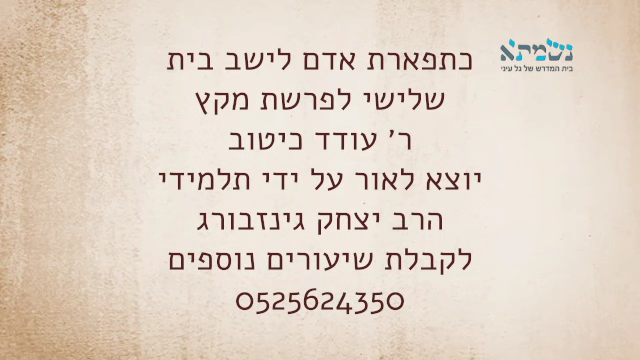 נשמתא
בית המדרש של גל עיני
כתפארת אדם לישב בית
שלישי לפרשת מקץ
ר' עודד כיטוב
יוצא לאור על ידי תלמידי
הרב יצחק גינזבורג
לקבלת שיעורים נוספים
0525624350